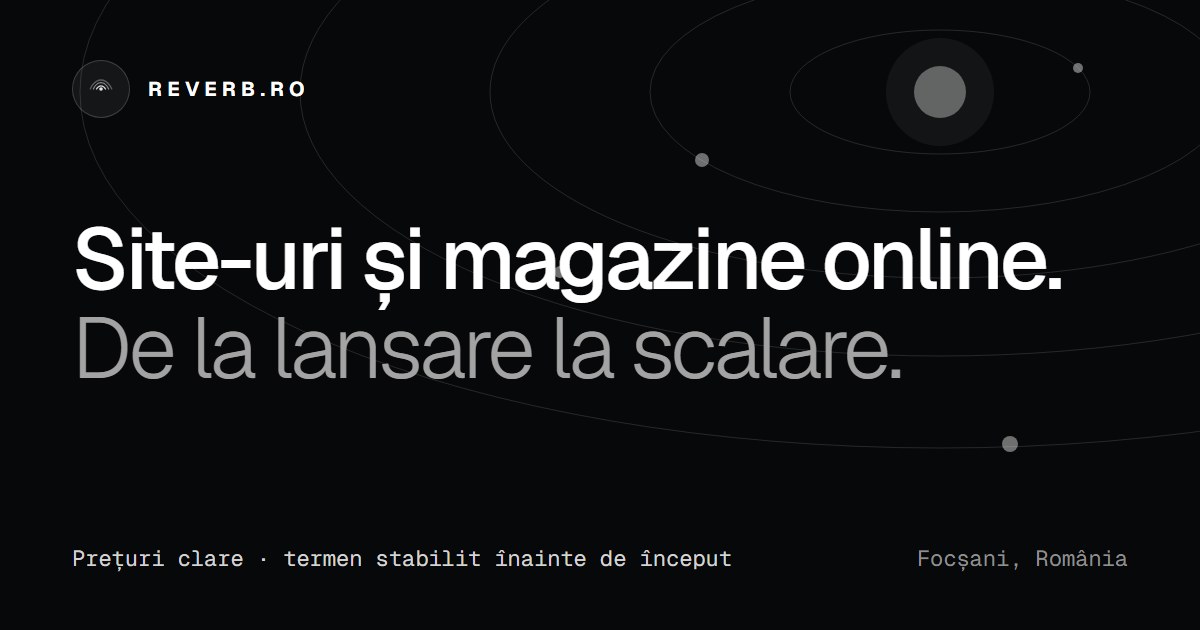 REVERB.RO
Site-uri și magazine online.
De la lansare la scalare.
Prețuri clare · termen stabilit înainte de început
Focșani, România